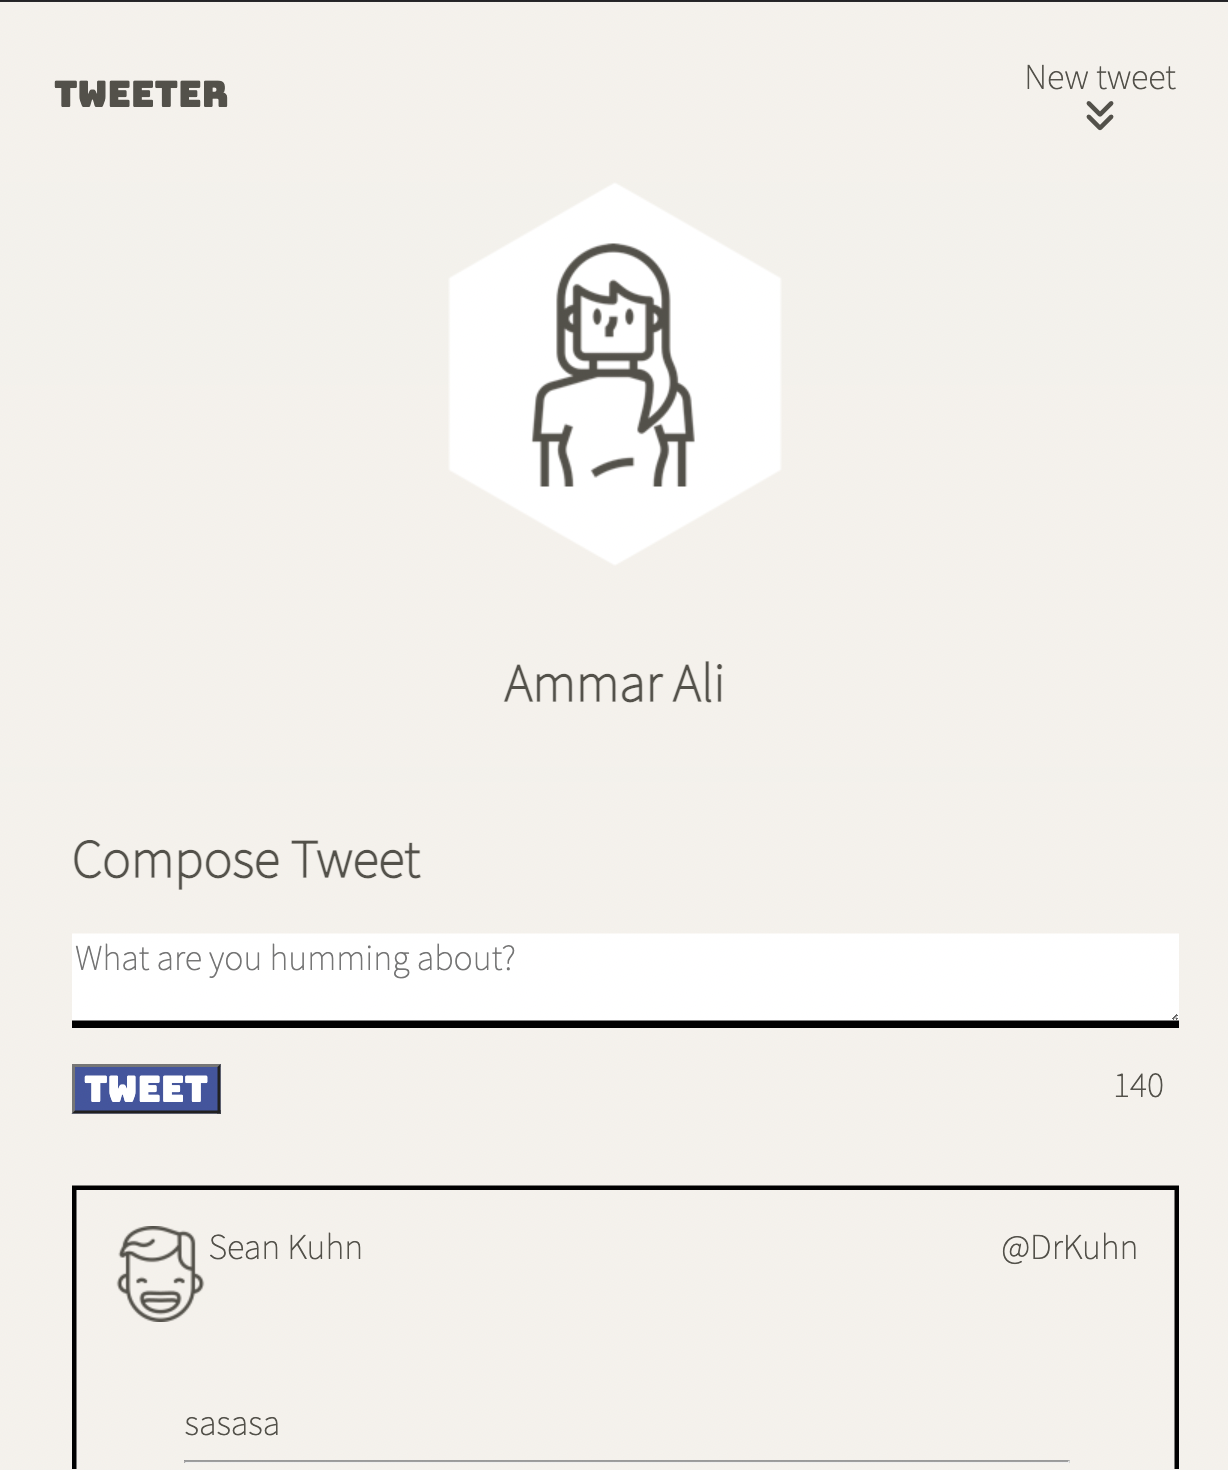 TWEETER
New tweet
Ammar Ali
Compose Tweet
What are you humming about?
TWEET
140
Sean Kuhn
@DrKuhn
sasasa